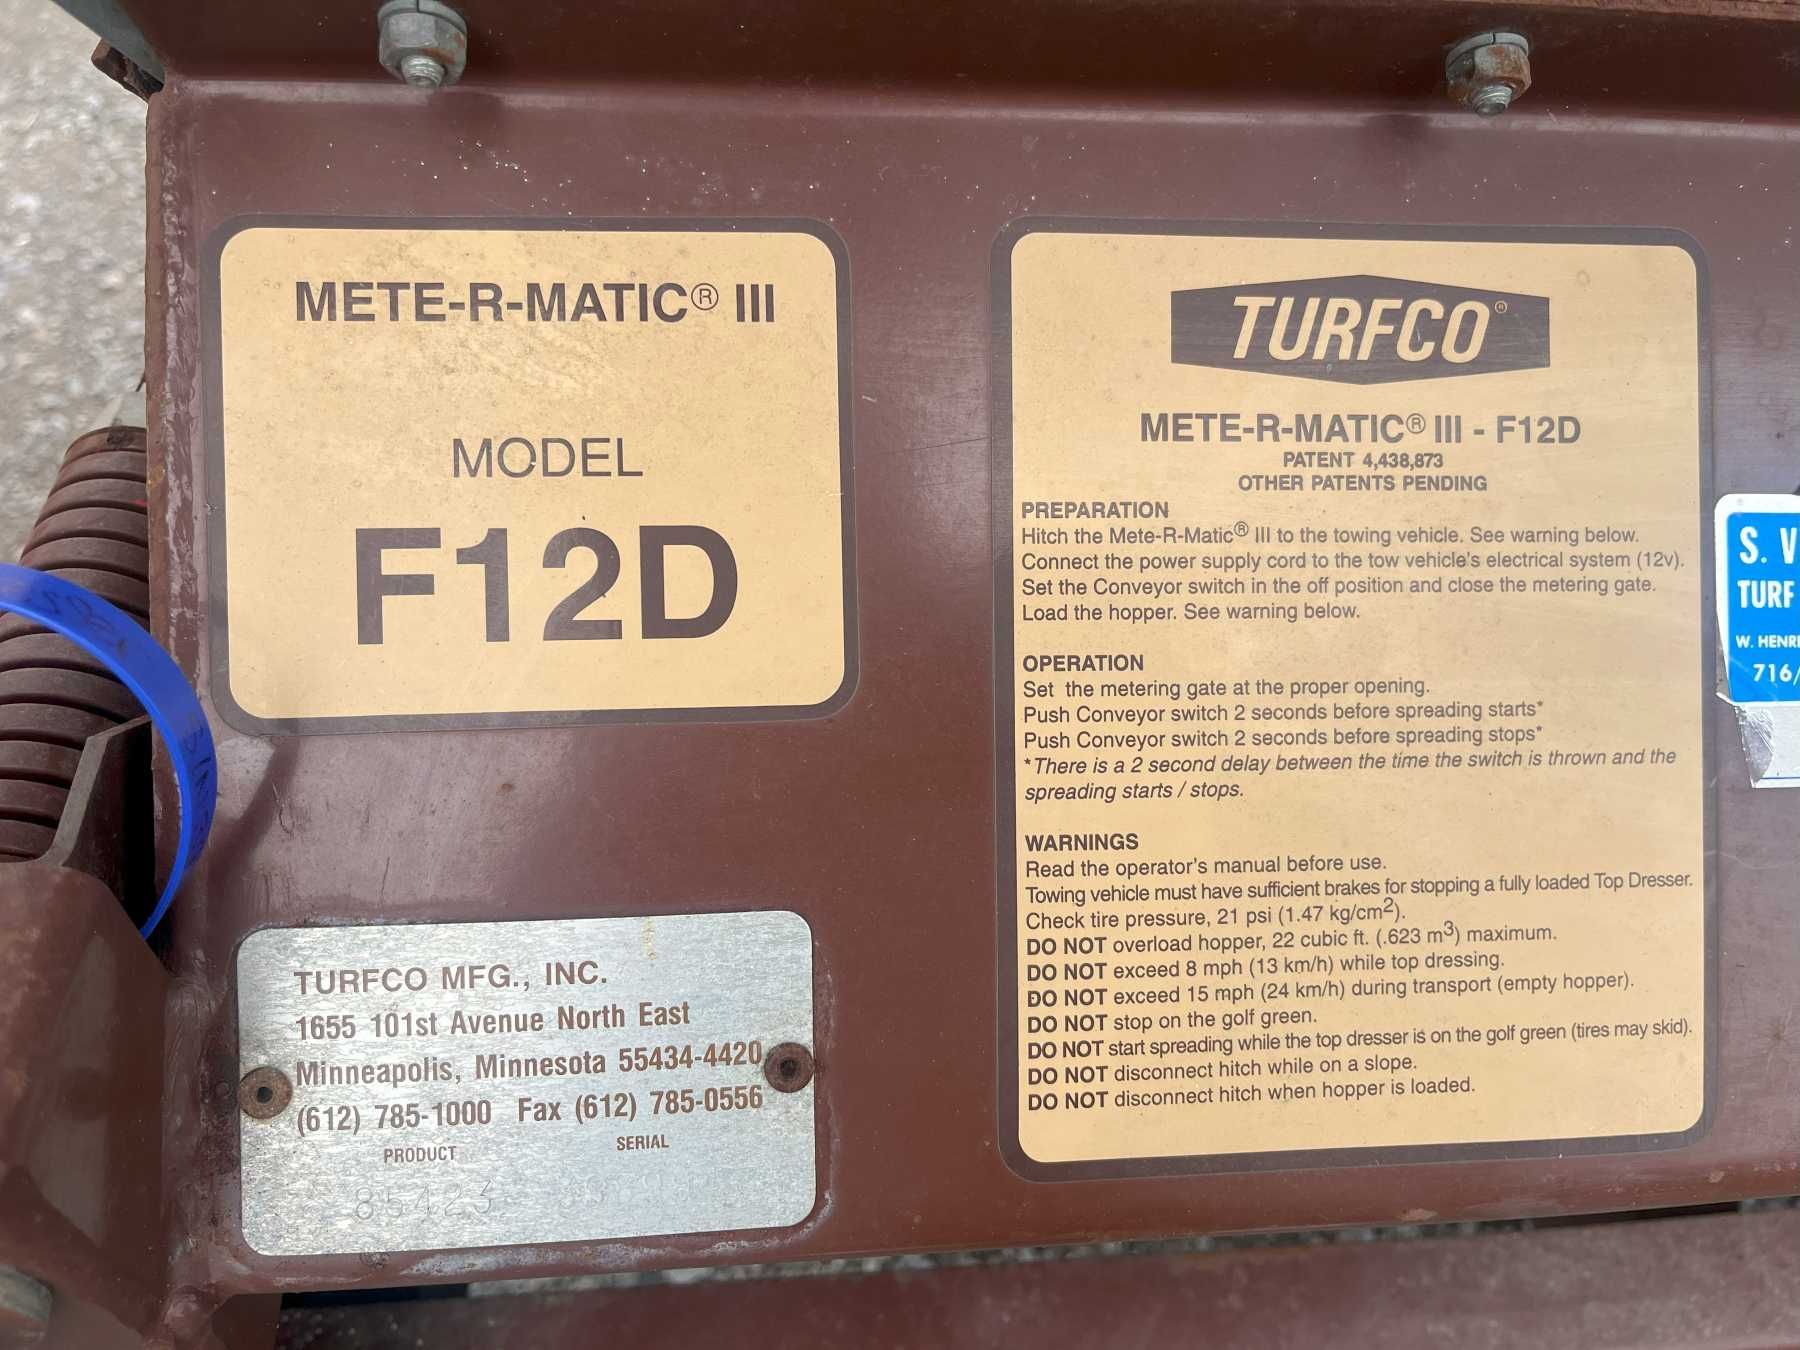 METE-R-MATIC® III
MODEL
F12D
TURFCO®
METE-R-MATIC® III - F12D
PATENT 4,438,873
OTHER PATENTS PENDING
PREPARATION
Hitch the Mete-R-Matic® III to the towing vehicle. See warning below.
Connect the power supply cord to the tow vehicle's electrical system (12v).
Set the Conveyor switch in the off position and close the metering gate.
Load the hopper. See warning below.
OPERATION
Set the metering gate at the proper opening.
Push Conveyor switch 2 seconds before spreading starts*
Push Conveyor switch 2 seconds before spreading stops*
*There is a 2 second delay between the time the switch is thrown and the
spreading starts / stops.
WARNINGS
Read the operator's manual before use.
Towing vehicle must have sufficient brakes for stopping a fully loaded Top Dresser.
Check tire pressure, 21 psi (1.47 kg/cm²).
DO NOT overload hopper, 22 cubic ft. (.623 m³) maximum.
DO NOT exceed 8 mph (13 km/h) while top dressing.
DO NOT exceed 15 mph (24 km/h) during transport (empty hopper).
DO NOT stop on the golf green.
DO NOT start spreading while the top dresser is on the golf green (tires may skid).
DO NOT disconnect hitch while on a slope.
DO NOT disconnect hitch when hopper is loaded.
S. V
TURF
W. HENRI
716/
TURFCO MFG., INC.
1655 101st Avenue North East
Minneapolis, Minnesota 55434-4420
(612) 785-1000 Fax (612) 785-0556
PRODUCT SERIAL
85423